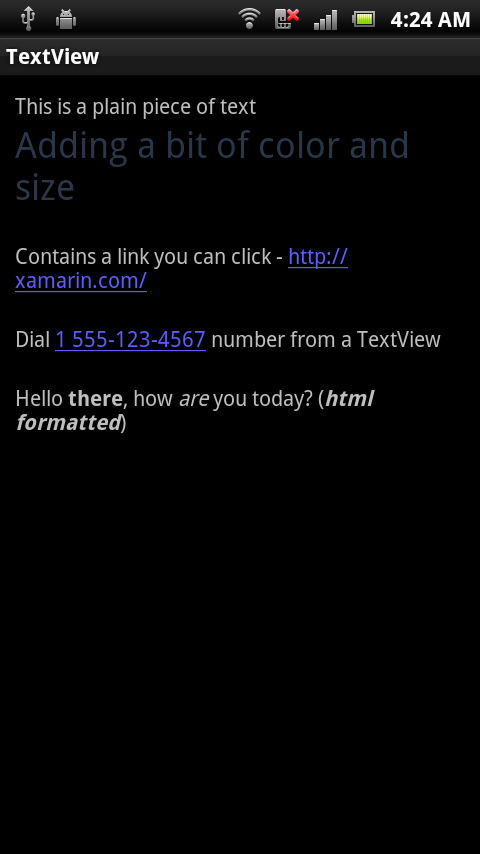 4:24 AM
TextView
This is a plain piece of text
Adding a bit of color and
size
Contains a link you can click - http://
xamarin.com/
Dial 1 555-123-4567 number from a TextView
Hello there, how are you today? (html
formatted)